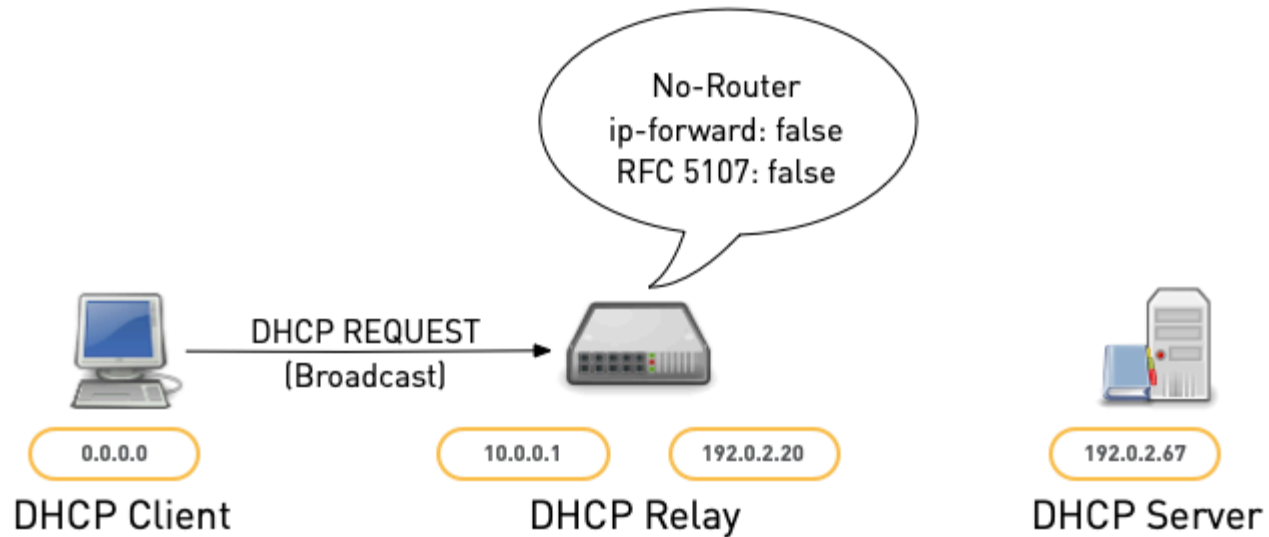 No-Router
ip-forward: false
RFC 5107: false
DHCP REQUEST
(Broadcast)
0.0.0.0
10.0.0.1
192.0.2.20
192.0.2.67
DHCP Client
DHCP Relay
DHCP Server